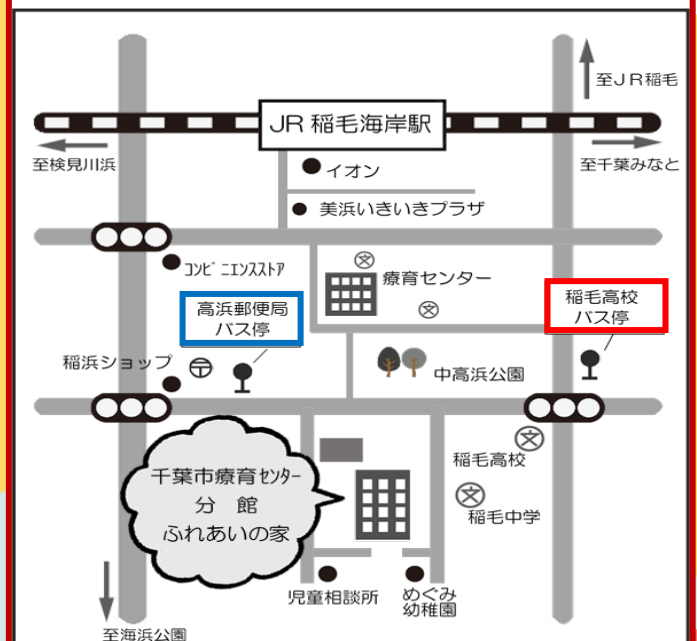 至JR稲毛
JR 稲毛海岸駅
至検見川浜
至千葉みなと
イオン
美浜いきいきプラザ
コンビニエンスストア
療育センター
文
文
高浜郵便局
バス停
稲毛高校
バス停
稲浜ショップ
〒
中高浜公園
文
稲毛高校
千葉市療育センター
分 館
ふれあいの家
文
稲毛中学
児童相談所
めぐみ
幼稚園
至海浜公園